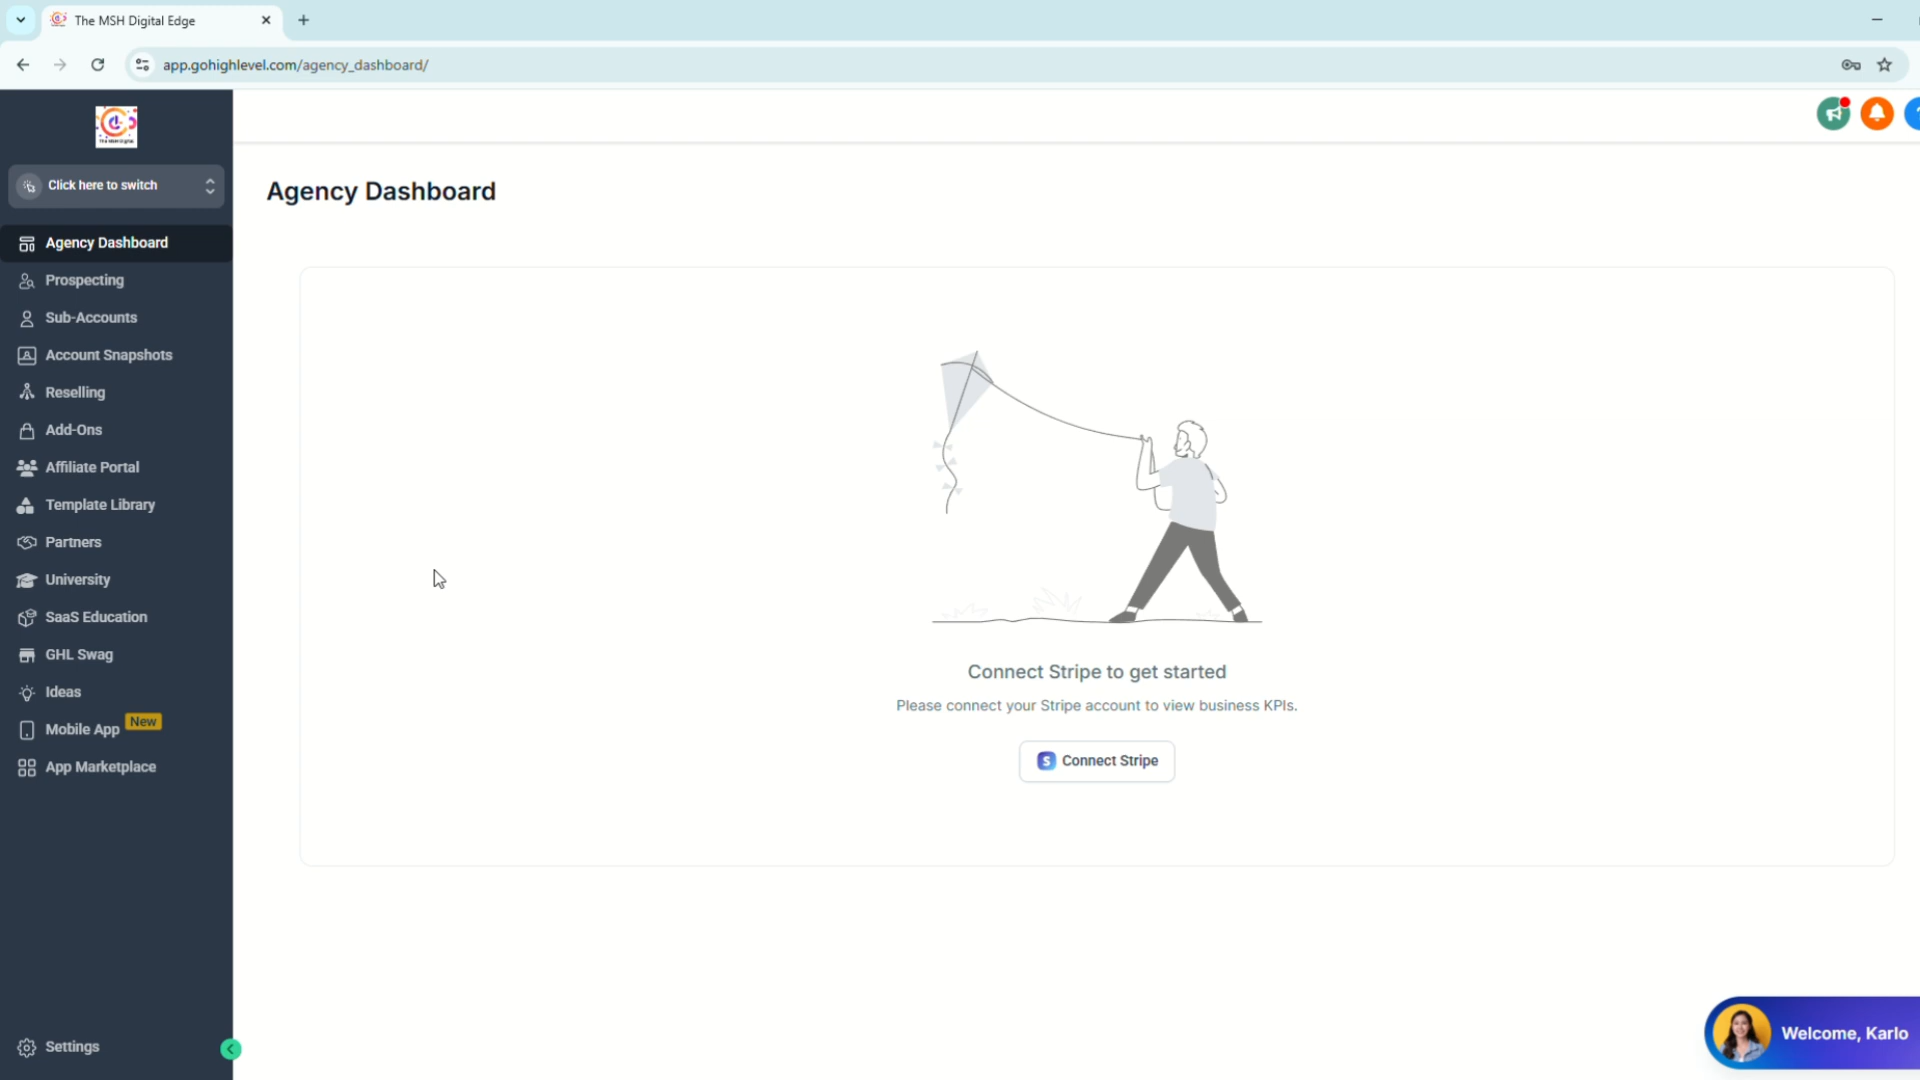 The MSH Digital Edge
app.gohighlevel.com/agency_dashboard/
The MSH Digital
Click here to switch
Agency Dashboard
Prospecting
Sub-Accounts
Account Snapshots
Reselling
Add-Ons
Affiliate Portal
Template Library
Partners
University
SaaS Education
GHL Swag
Ideas
Mobile App New
App Marketplace
Settings
Agency Dashboard
Connect Stripe to get started
Please connect your Stripe account to view business KPIs.
S Connect Stripe
Welcome, Karlo